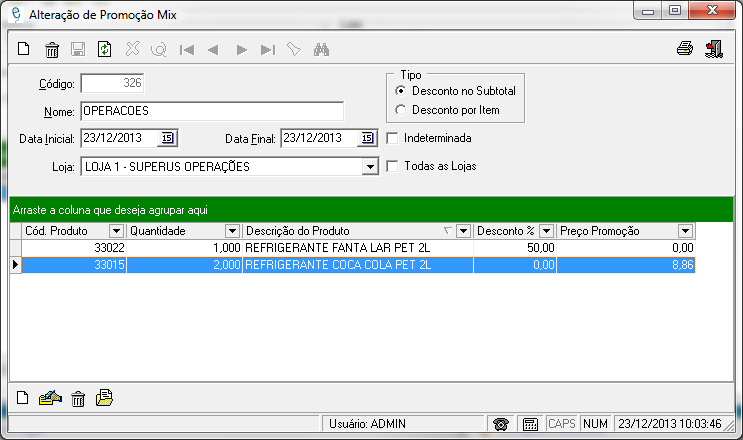 Alteração de Promoção Mix
Código: 326
Nome: OPERACOES
Tipo
Desconto no Subtotal
Desconto por Item
Data Inicial: 23/12/2013 15 Data Final: 23/12/2013 15 Indeterminada
Loja: LOJA 1 - SUPERUS OPERAÇÕES Todas as Lojas
Arraste a coluna que deseja agrupar aqui
Cód. Produto Quantidade Descrição do Produto Desconto % Preço Promoção
33022 1,000 REFRIGERANTE FANTA LAR PET 2L 50,00 0,00
33015 2,000 REFRIGERANTE COCA COLA PET 2L 0,00 8,86
Usuário: ADMIN CAPS NUM 23/12/2013 10:03:46